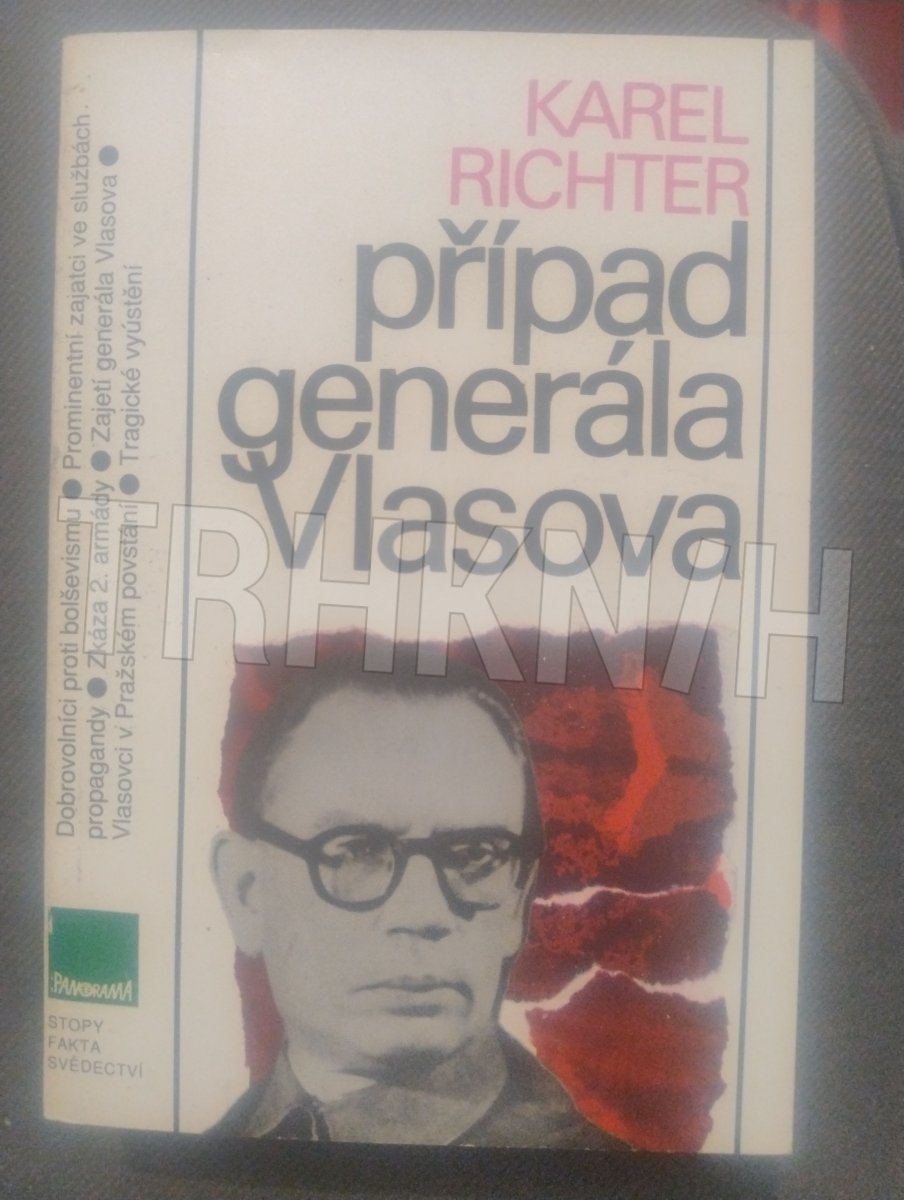 KAREL
RICHTER
případ
generála
Vlasova
Dobrovolníci proti bolševismu ● Prominentní zajatci ve službách
propagandy ● Zkáza 2. armády ● Zajetí generála Vlasova ●
Vlasovci v Pražském povstání ● Tragické vyústění
TRHKNIH
PANORAMA
STOPY
FAKTA
SVĚDECTVÍ